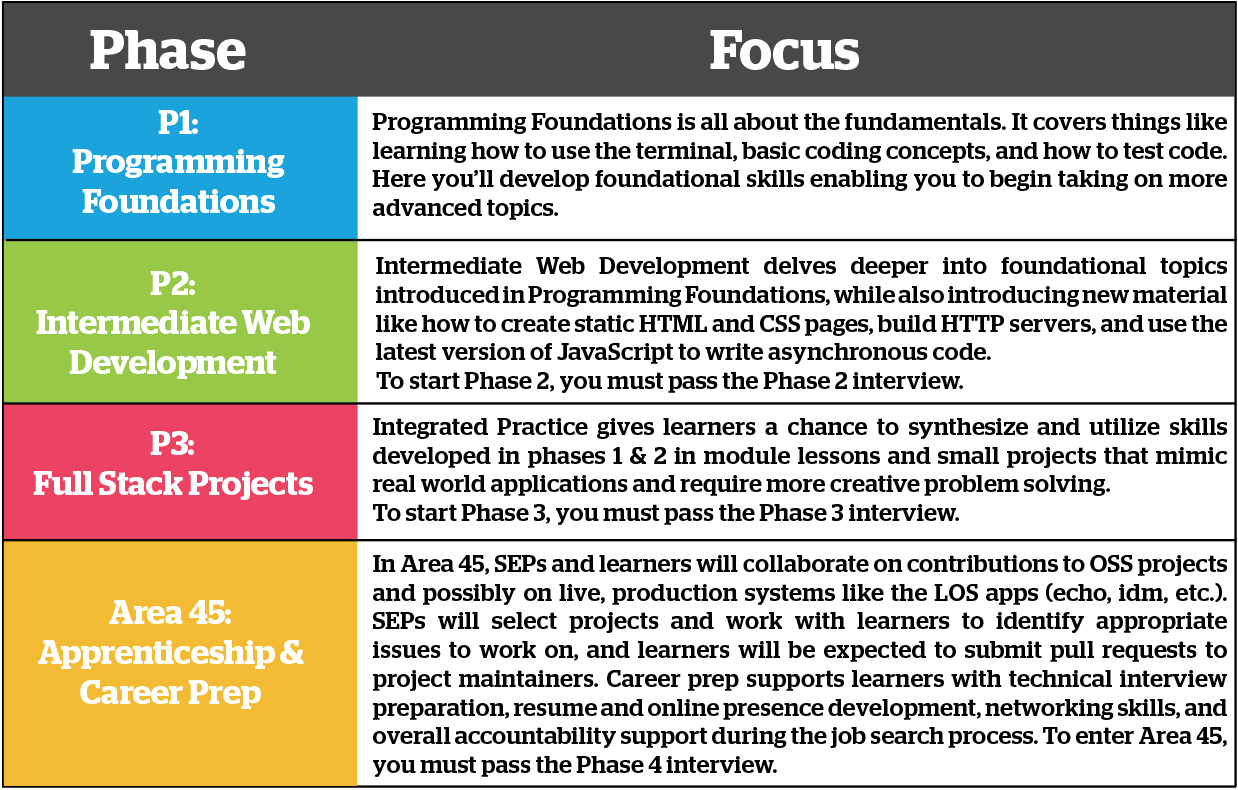 Phase
Focus
P1:
Programming
Foundations
Programming Foundations is all about the fundamentals. It covers things like
learning how to use the terminal, basic coding concepts, and how to test code.
Here you’ll develop foundational skills enabling you to begin taking on more
advanced topics.
P2:
Intermediate Web
Development
Intermediate Web Development delves deeper into foundational topics
introduced in Programming Foundations, while also introducing new material
like how to create static HTML and CSS pages, build HTTP servers, and use the
latest version of JavaScript to write asynchronous code.
To start Phase 2, you must pass the Phase 2 interview.
P3:
Full Stack Projects
Integrated Practice gives learners a chance to synthesize and utilize skills
developed in phases 1 & 2 in module lessons and small projects that mimic
real world applications and require more creative problem solving.
To start Phase 3, you must pass the Phase 3 interview.
Area 45:
Apprenticeship &
Career Prep
In Area 45, SEPs and learners will collaborate on contributions to OSS projects
and possibly on live, production systems like the LOS apps (echo, idm, etc.).
SEPs will select projects and work with learners to identify appropriate
issues to work on, and learners will be expected to submit pull requests to
project maintainers. Career prep supports learners with technical interview
preparation, resume and online presence development, networking skills, and
overall accountability support during the job search process. To enter Area 45,
you must pass the Phase 4 interview.